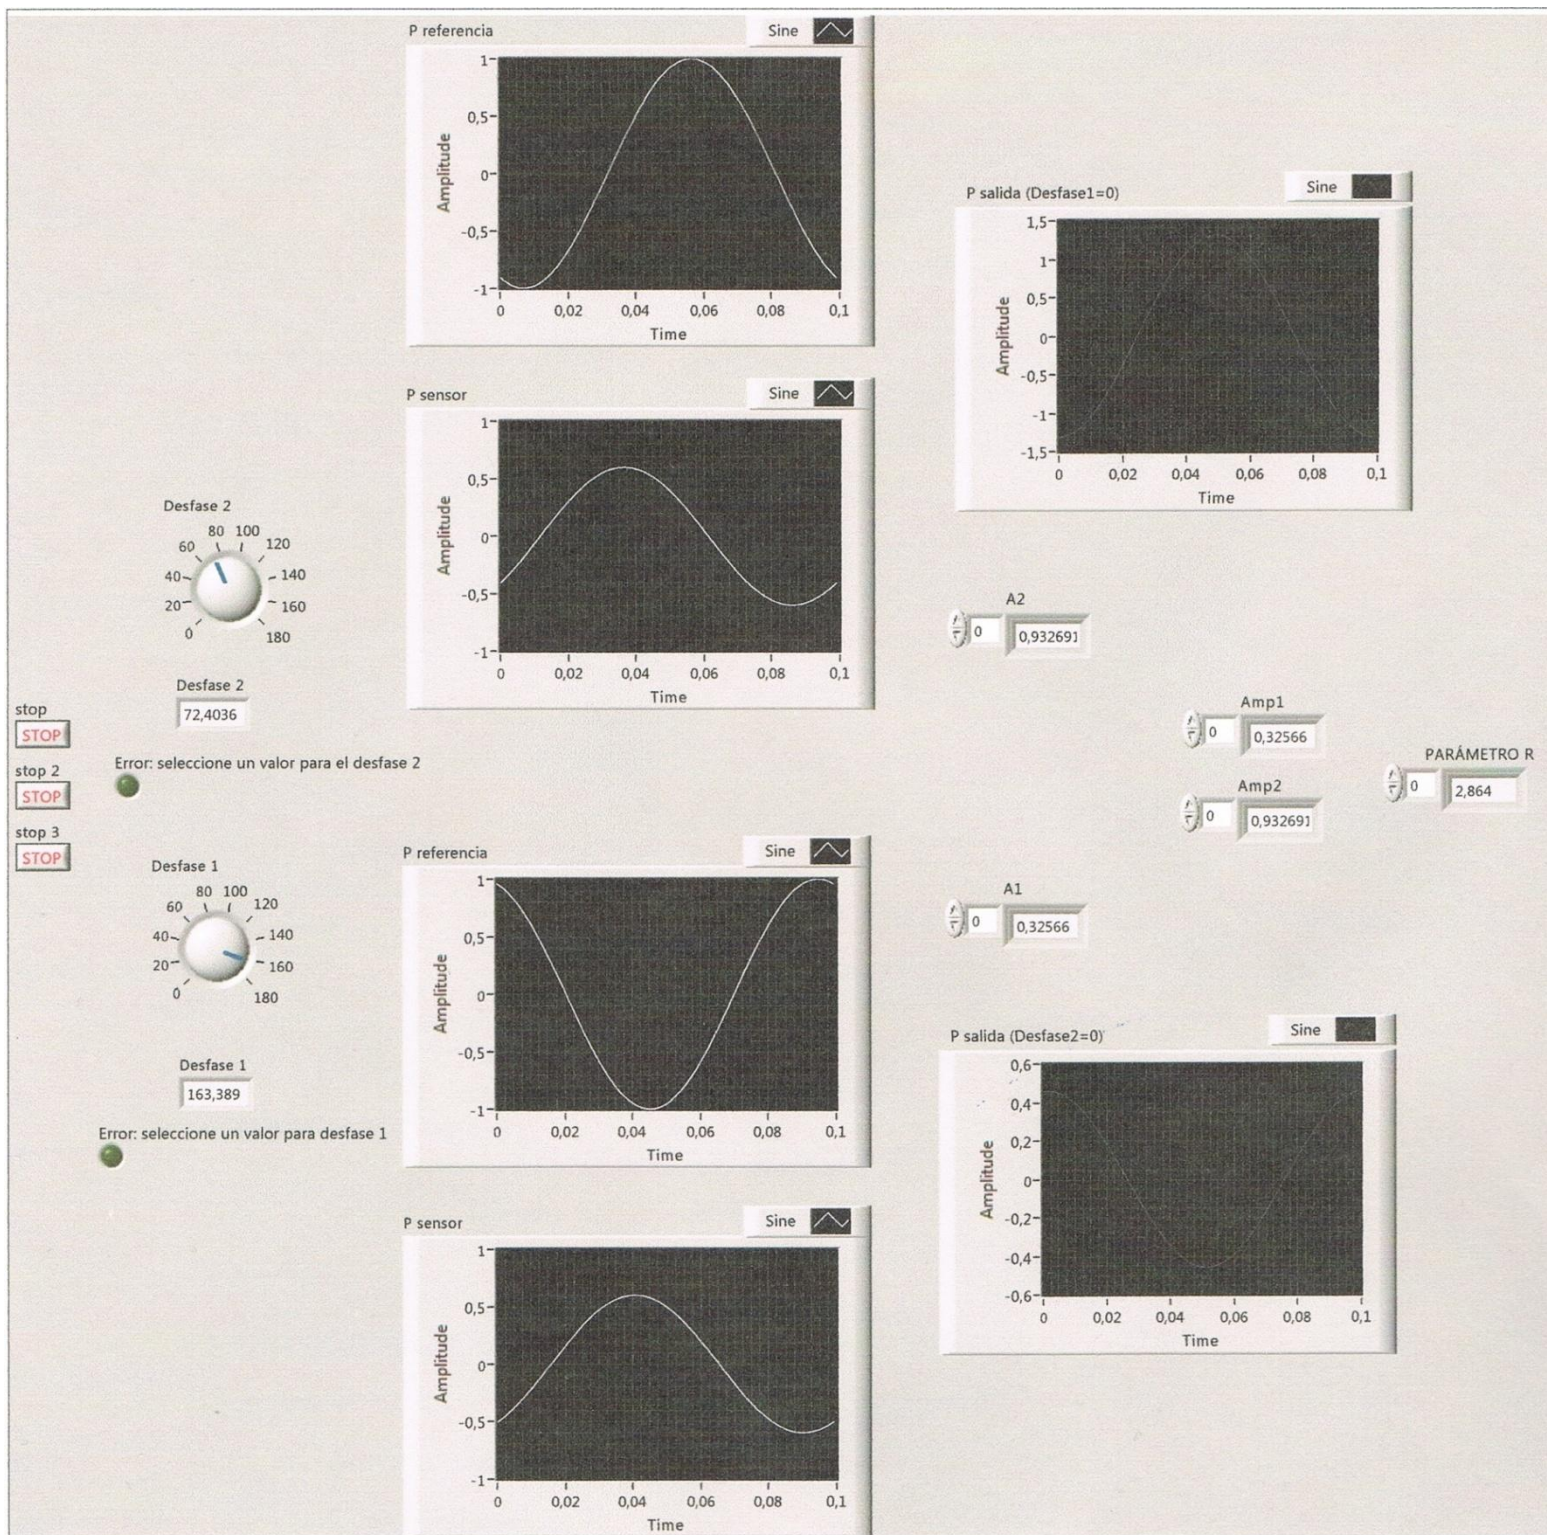 P referencia
Sine
Amplitude
1
0,5
0
-0,5
-1
0 0,02 0,04 0,06 0,08 0,1
Time
P salida (Desfase1=0)
Sine
Amplitude
1,5
1
0,5
0
-0,5
-1
-1,5
0 0,02 0,04 0,06 0,08 0,1
Time
P sensor
Sine
Amplitude
1
0,5
0
-0,5
-1
0 0,02 0,04 0,06 0,08 0,1
Time
Desfase 2
0 20 40 60 80 100 120 140 160 180
Desfase 2
72,4036
A2
0 0,932691
stop
STOP
stop 2
STOP
stop 3
STOP
Error: seleccione un valor para el desfase 2
Amp1
0 0,32566
Amp2
0 0,932691
PARÁMETRO R
0 2,864
Desfase 1
0 20 40 60 80 100 120 140 160 180
Desfase 1
163,389
Error: seleccione un valor para desfase 1
P referencia
Sine
Amplitude
1
0,5
0
-0,5
-1
0 0,02 0,04 0,06 0,08 0,1
Time
A1
0 0,32566
P salida (Desfase2=0)
Sine
Amplitude
0,6
0,4
0,2
0
-0,2
-0,4
-0,6
0 0,02 0,04 0,06 0,08 0,1
Time
P sensor
Sine
Amplitude
1
0,5
0
-0,5
-1
0 0,02 0,04 0,06 0,08 0,1
Time